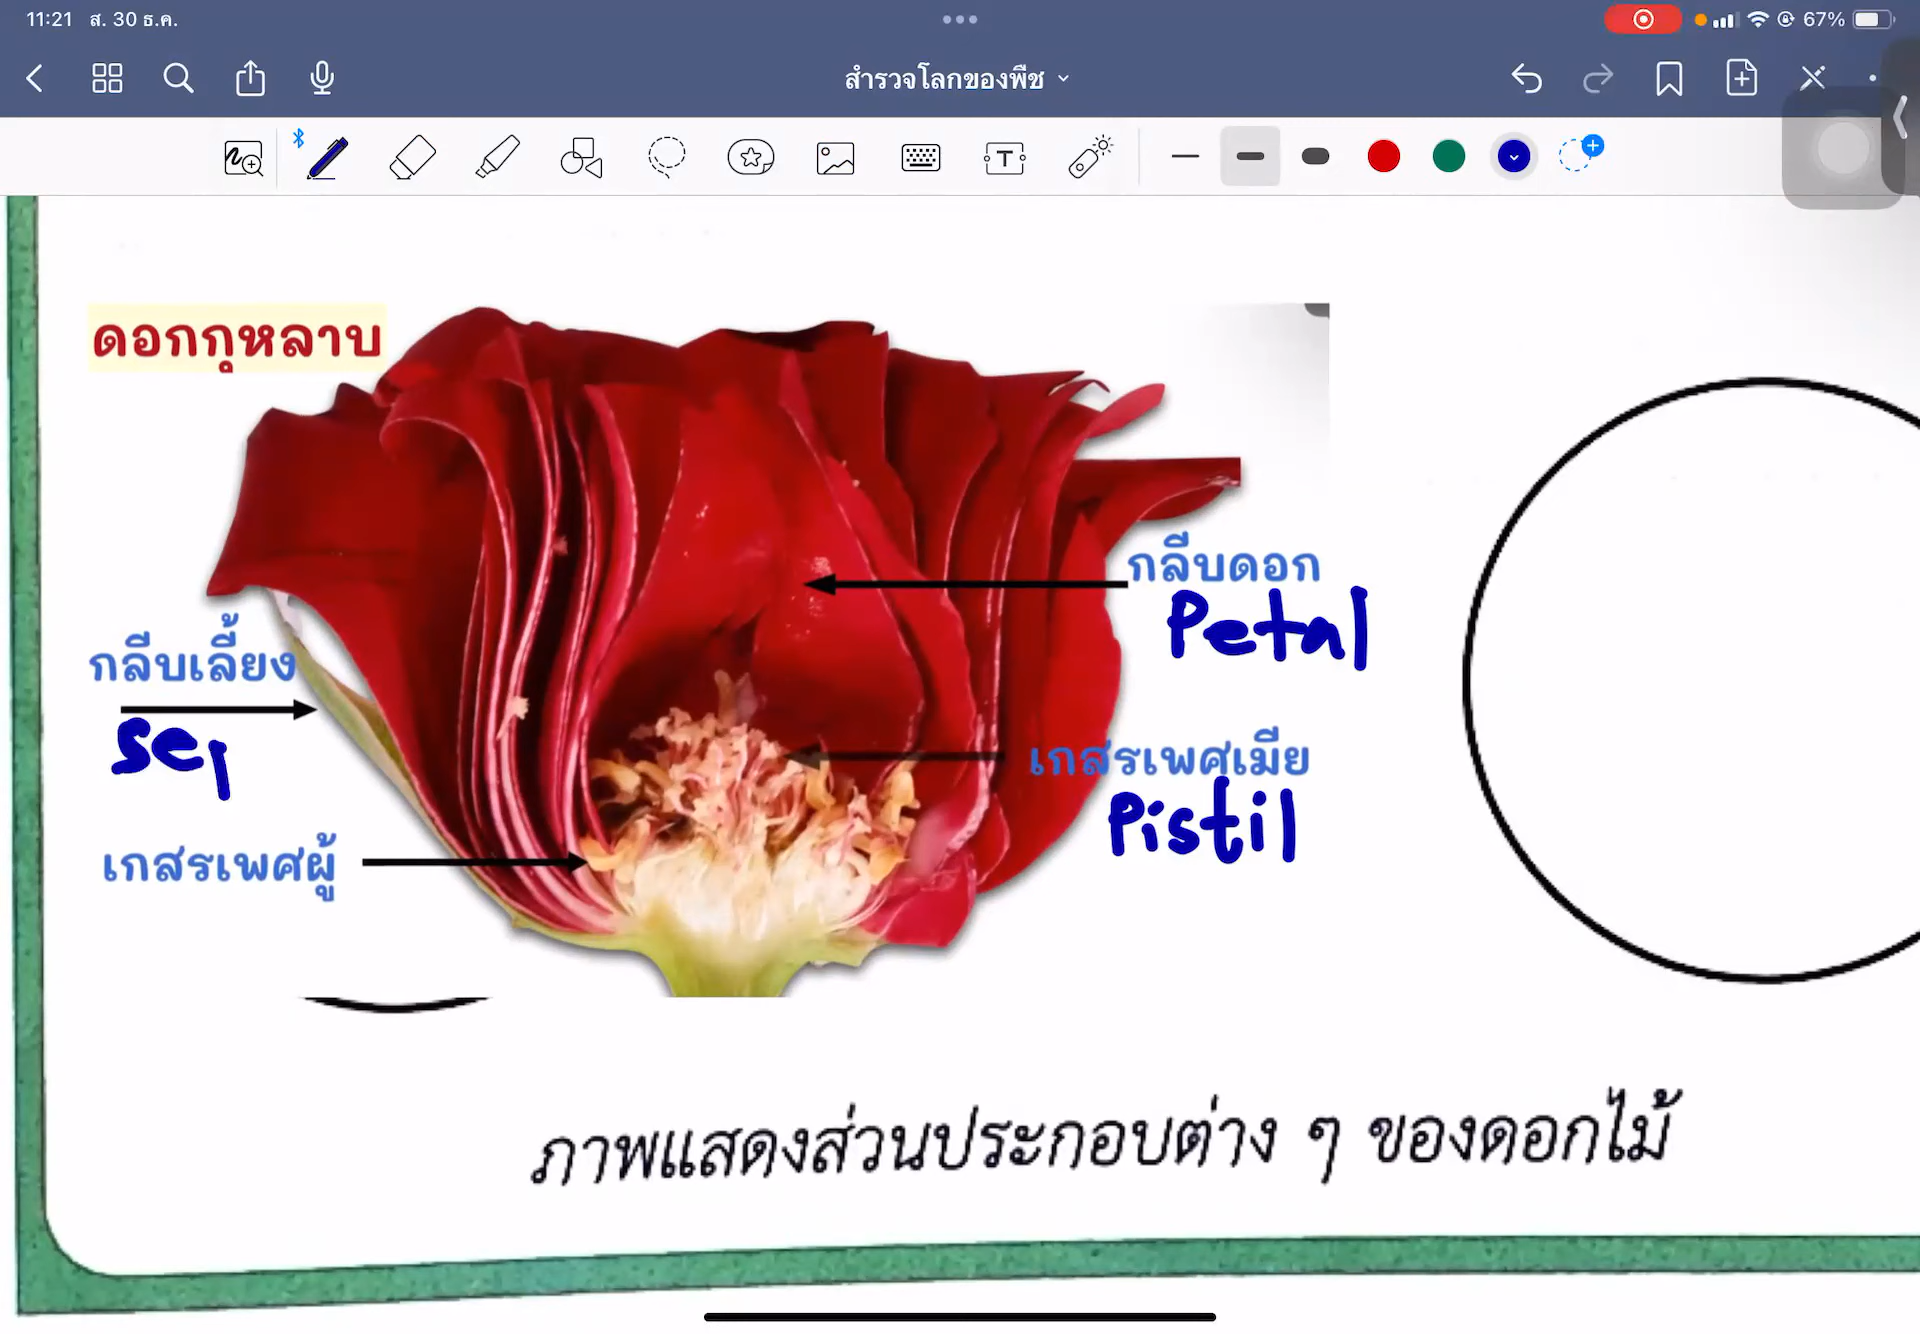 11:21 ส. 30 ธ.ค.
67%
สำรวจโลกของพืช
T
ดอกกุหลาบ
กลีบดอก
Petal
กลีบเลี้ยง
Sep
เกสรเพศเมีย
Pistil
เกสรเพศผู้
ภาพแสดงส่วนประกอบต่าง ๆ ของดอกไม้